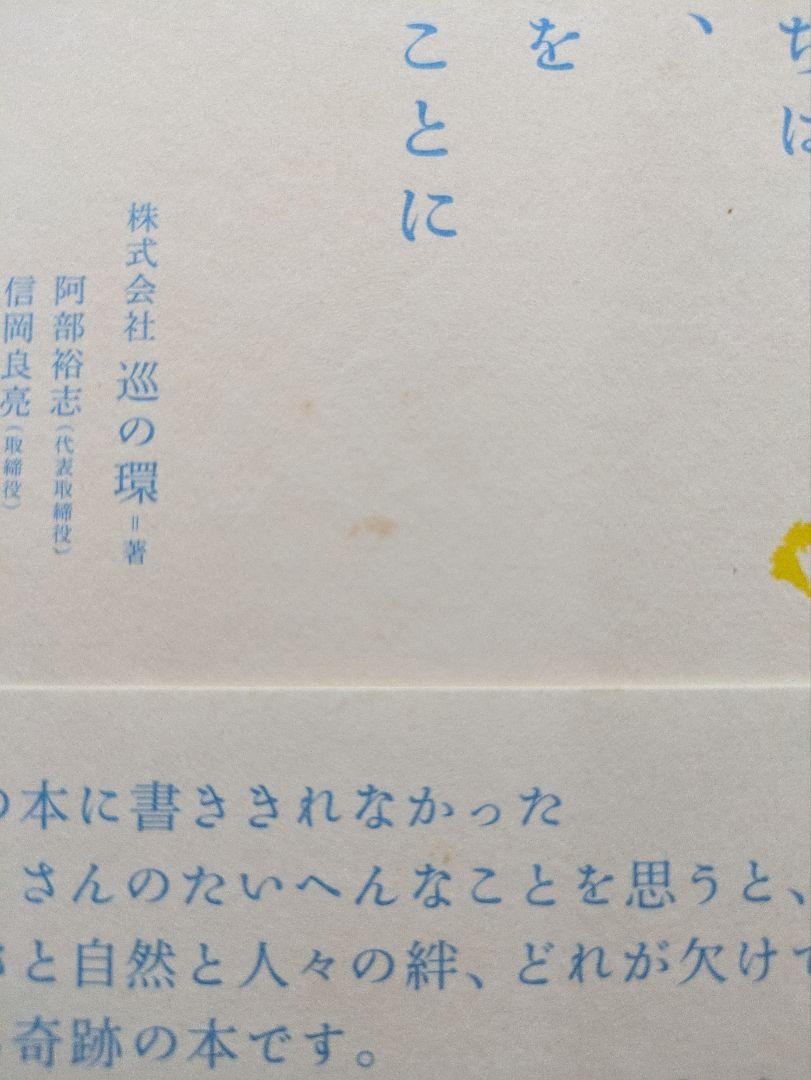 ちは
、
を
ことに
株式会社 巡の環=著
阿部裕志(代表取締役)
信岡良亮(取締役)
の本に書ききれなかった
さんのたいへんなことを思うと、
と自然と人々の絆、どれが欠けて
奇跡の本です。